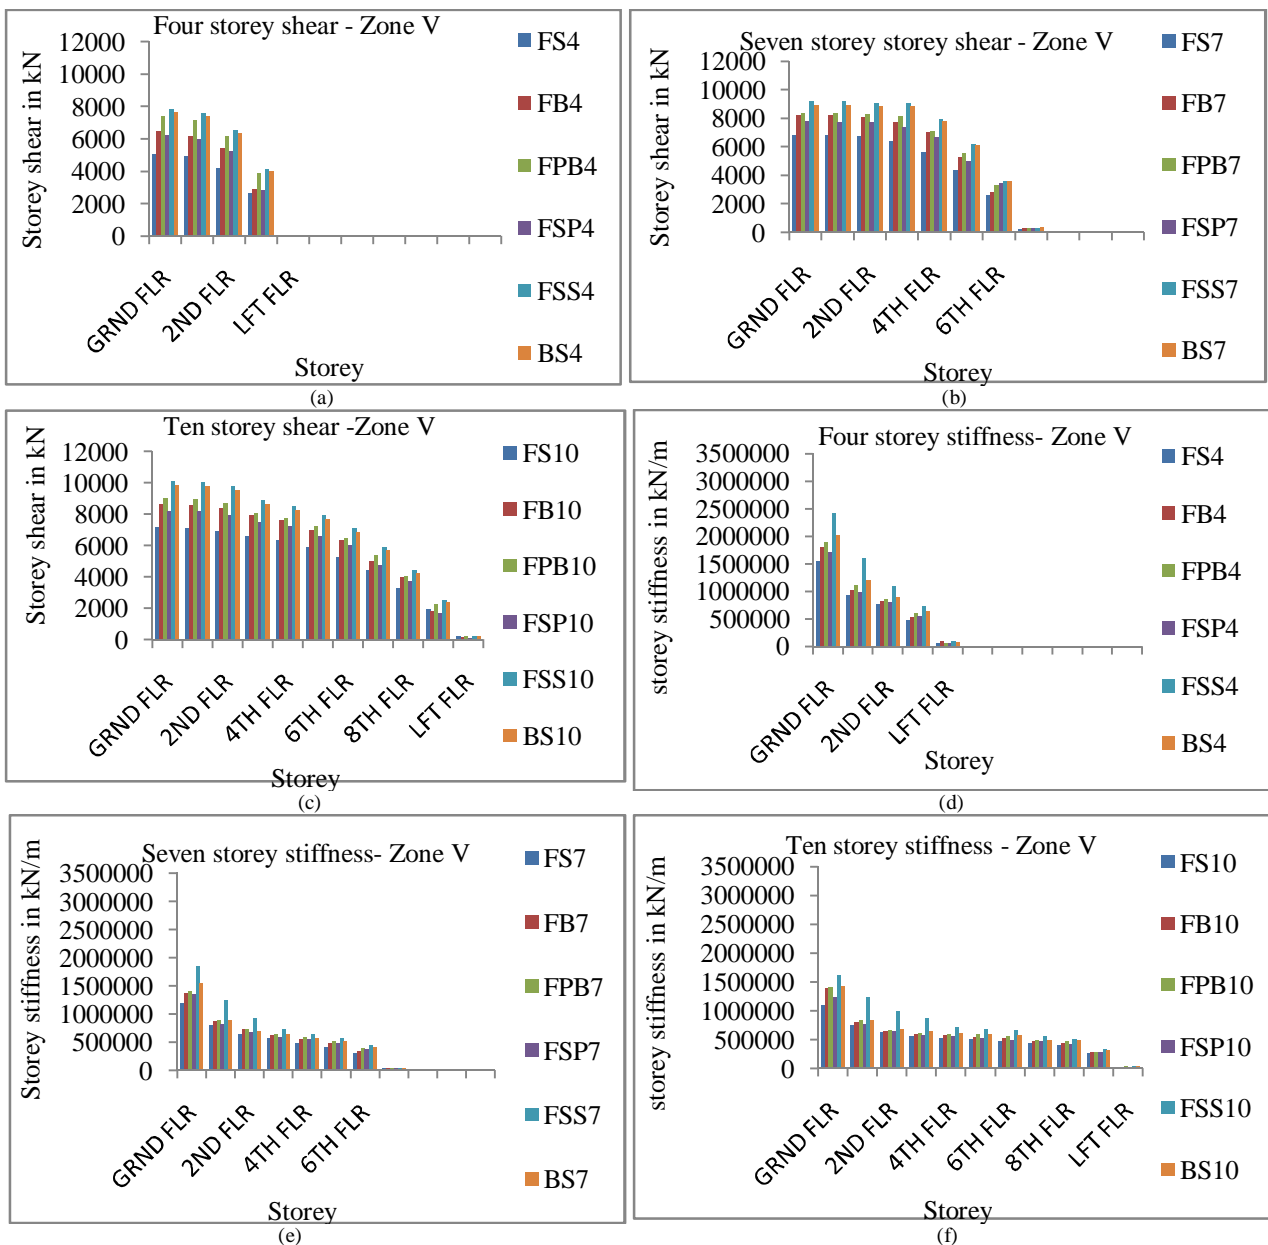 Four storey shear - Zone V
Storey shear in kN
12000
10000
8000
6000
4000
2000
0
GRND FLR
2ND FLR
LFT FLR
Storey
FS4
FB4
FPB4
FSP4
FSS4
BS4
(a)
Seven storey storey shear - Zone V
Storey shear in kN
12000
10000
8000
6000
4000
2000
0
GRND FLR
2ND FLR
4TH FLR
6TH FLR
Storey
FS7
FB7
FPB7
FSP7
FSS7
BS7
(b)
Ten storey shear -Zone V
Storey shear in kN
12000
10000
8000
6000
4000
2000
0
GRND FLR
2ND FLR
4TH FLR
6TH FLR
8TH FLR
LFT FLR
Storey
FS10
FB10
FPB10
FSP10
FSS10
BS10
(c)
Four storey stiffness- Zone V
storey stiffness in kN/m
3500000
3000000
2500000
2000000
1500000
1000000
500000
0
GRND FLR
2ND FLR
LFT FLR
Storey
FS4
FB4
FPB4
FSP4
FSS4
BS4
(d)
Seven storey stiffness- Zone V
Storey stiffness in kN/m
3500000
3000000
2500000
2000000
1500000
1000000
500000
0
GRND FLR
2ND FLR
4TH FLR
6TH FLR
Storey
FS7
FB7
FPB7
FSP7
FSS7
BS7
(e)
Ten storey stiffness - Zone V
storey stiffness in kN/m
3500000
3000000
2500000
2000000
1500000
1000000
500000
0
GRND FLR
2ND FLR
4TH FLR
6TH FLR
8TH FLR
LFT FLR
Storey
FS10
FB10
FPB10
FSP10
FSS10
BS10
(f)